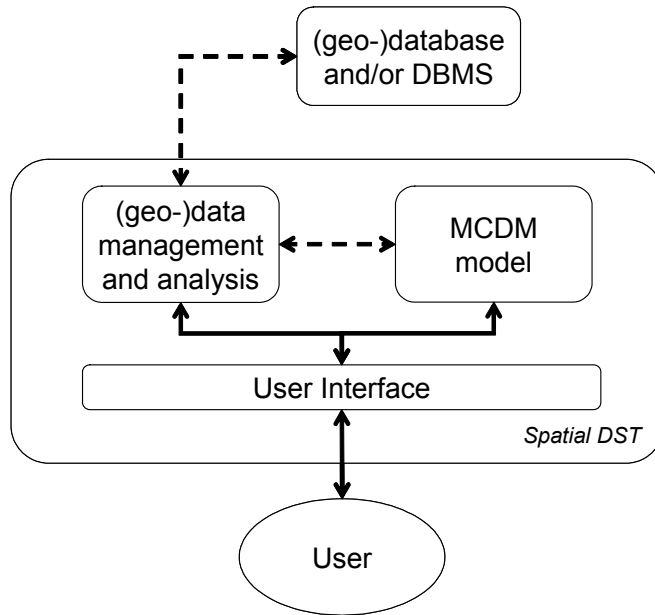 (geo-)database
and/or DBMS
(geo-)data
management
and analysis
MCDM
model
User Interface
Spatial DST
User